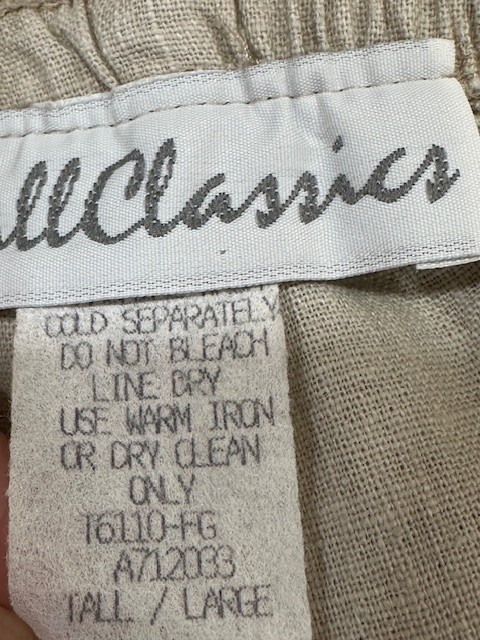 allClassics
COLD SEPARATELY
DO NOT BLEACH
LINE DRY
USE WARM IRON
OR DRY CLEAN
ONLY
T6110-FG
A712033
TALL / LARGE